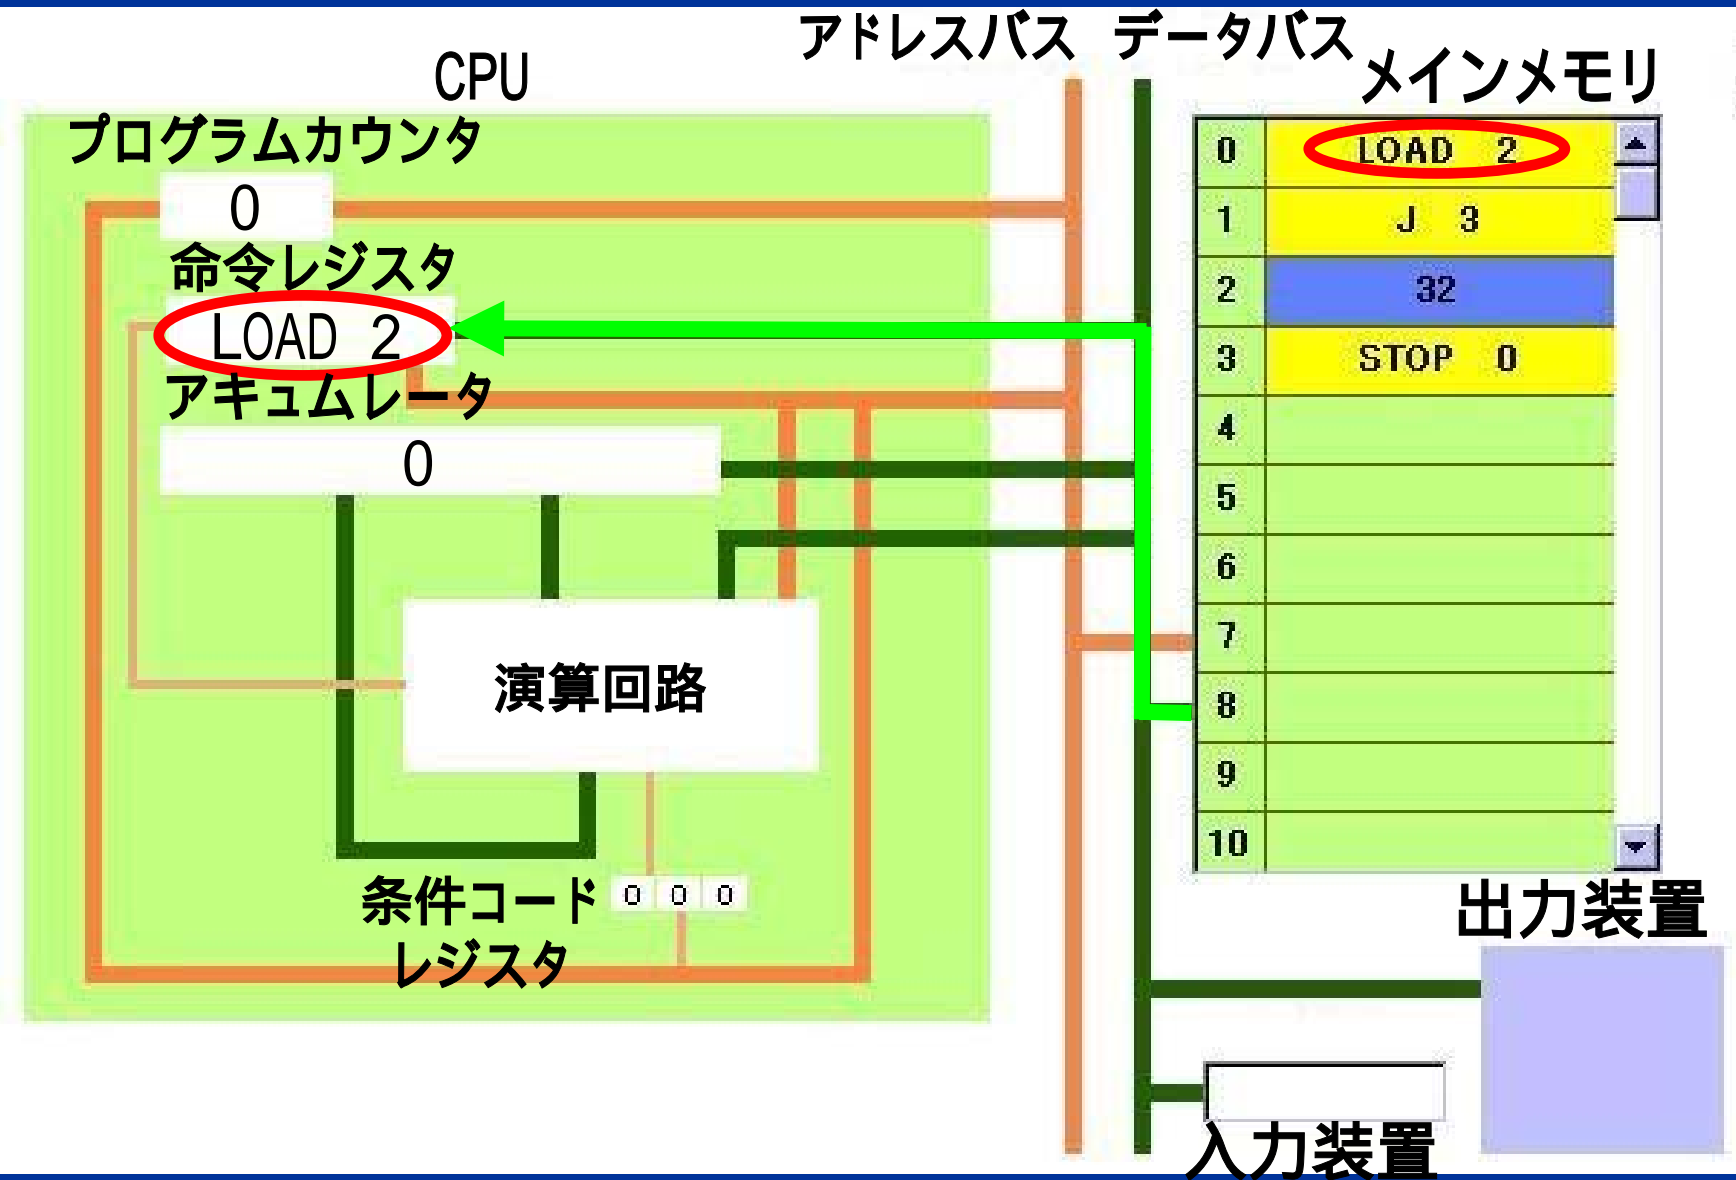 アドレスバス データバス
CPU
メインメモリ
プログラムカウンタ
0
命令レジスタ
LOAD 2
アキュムレータ
0
演算回路
条件コード 0 0 0
レジスタ
0 LOAD 2
1 J 3
2 32
3 STOP 0
4
5
6
7
8
9
10
出力装置
入力装置